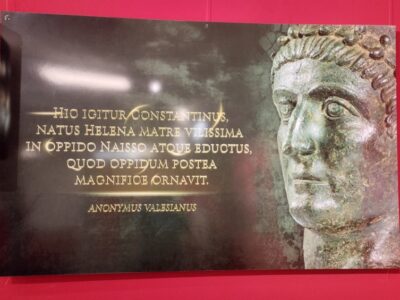 HIC IGITUR CONSTANTINUS,
NATUS HELENA MATRE VILISSIMA
IN OPPIDO NAISSO ATQUE EDUCTUS,
QUOD OPPIDUM POSTEA
MAGNIFICE ORNAVIT.
ANONYMUS VALESIANUS